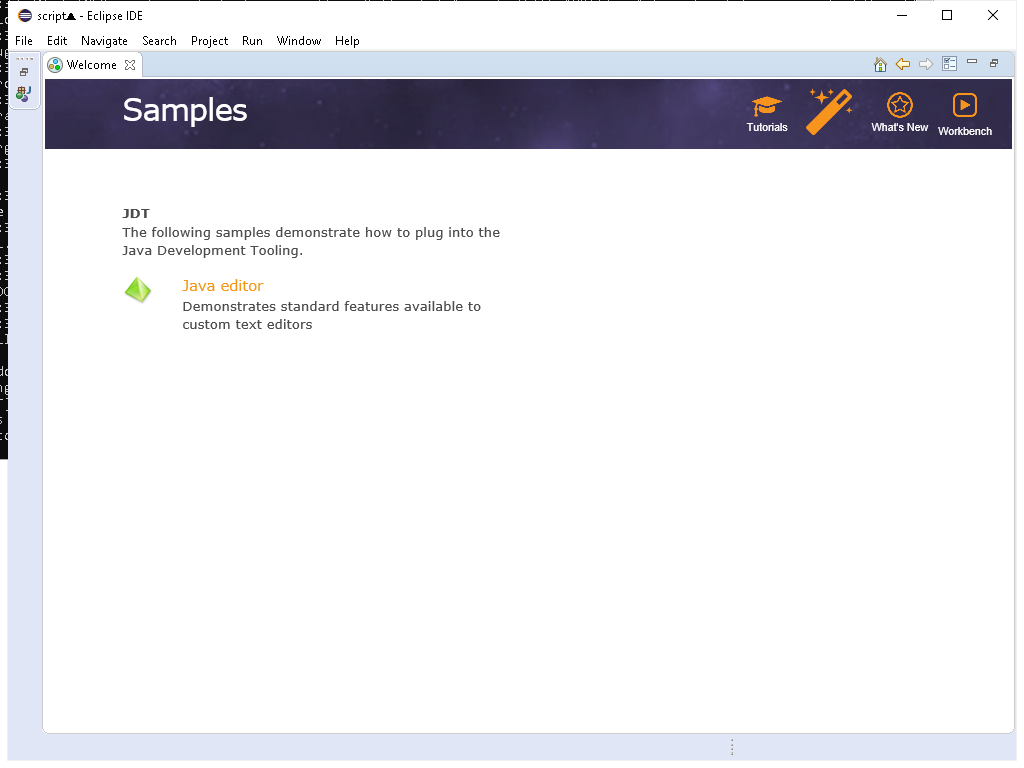 script▲ - Eclipse IDE
File Edit Navigate Search Project Run Window Help
Welcome
Samples
Tutorials
What's New
Workbench
JDT
The following samples demonstrate how to plug into the
Java Development Tooling.
Java editor
Demonstrates standard features available to
custom text editors